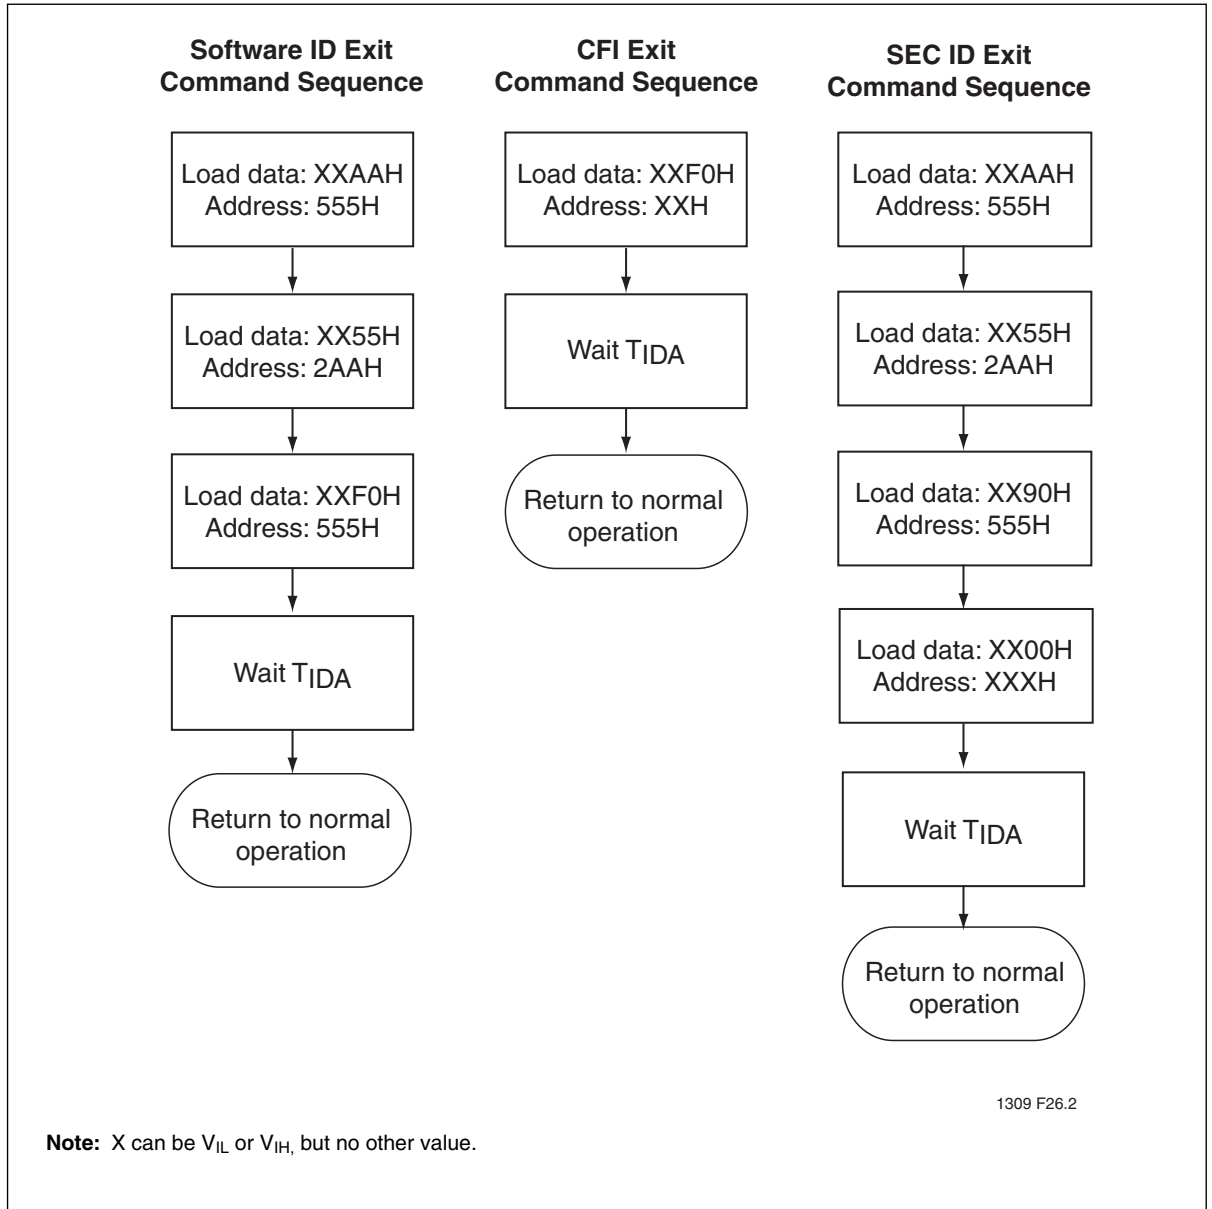 Software ID Exit
Command Sequence
Load data: XXAAH
Address: 555H
Load data: XX55H
Address: 2AAH
Load data: XXF0H
Address: 555H
Wait TIDA
Return to normal
operation
CFI Exit
Command Sequence
Load data: XXF0H
Address: XXH
Wait TIDA
Return to normal
operation
SEC ID Exit
Command Sequence
Load data: XXAAH
Address: 555H
Load data: XX55H
Address: 2AAH
Load data: XX90H
Address: 555H
Load data: XX00H
Address: XXXH
Wait TIDA
Return to normal
operation
1309 F26.2
Note: X can be VIL or VIH, but no other value.